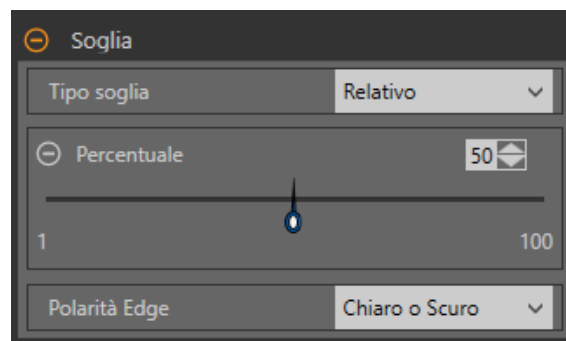 Soglia
Tipo soglia Relativo
Percentuale 50
1 100
Polarità Edge Chiaro o Scuro